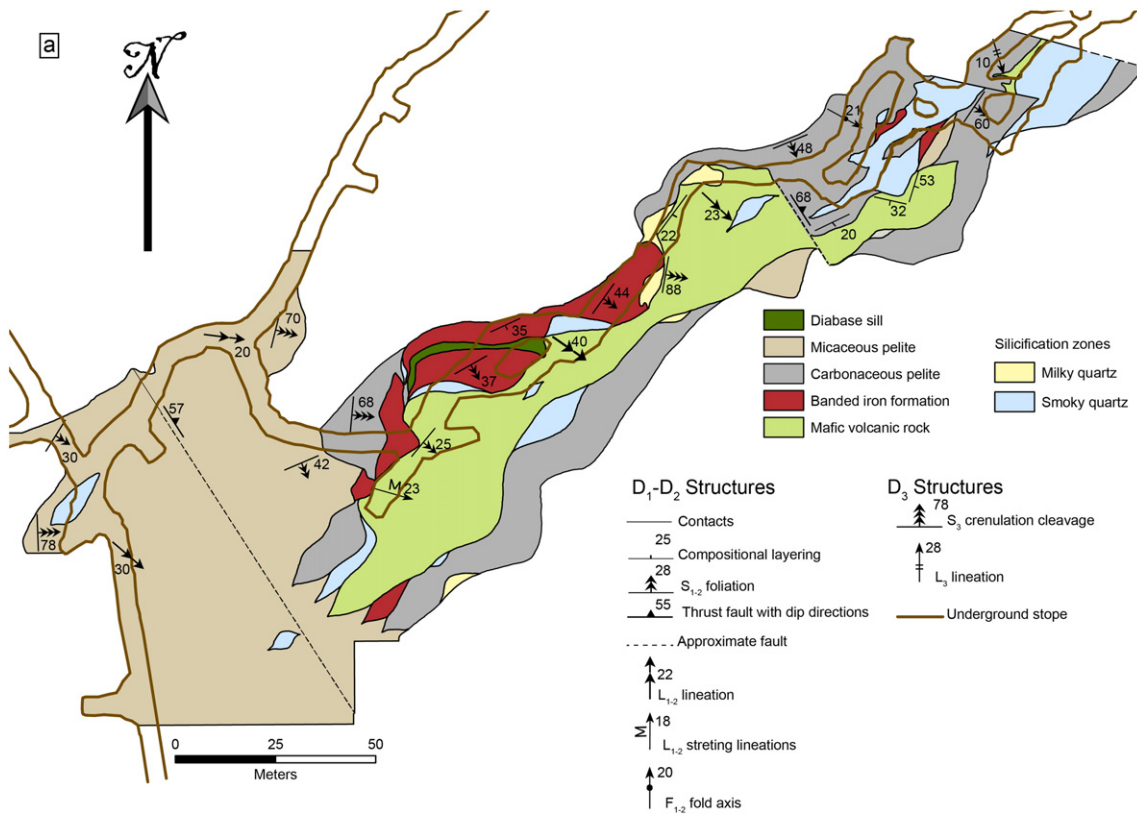 a
N
10
21
60
48
53
68
32
23
20
22
88
44
70
35
40
20
37
68
57
25
42
30
M 23
78
30
Diabase sill
Micaceous pelite
Carbonaceous pelite
Banded iron formation
Mafic volcanic rock
Silicification zones
Milky quartz
Smoky quartz
D1-D2 Structures
Contacts
25
Compositional layering
28
S1-2 foliation
55
Thrust fault with dip directions
Approximate fault
22
L1-2 lineation
M 18
L1-2 streting lineations
20
F1-2 fold axis
D3 Structures
78
S3 crenulation cleavage
28
L3 lineation
Underground stope
0 25 50
Meters